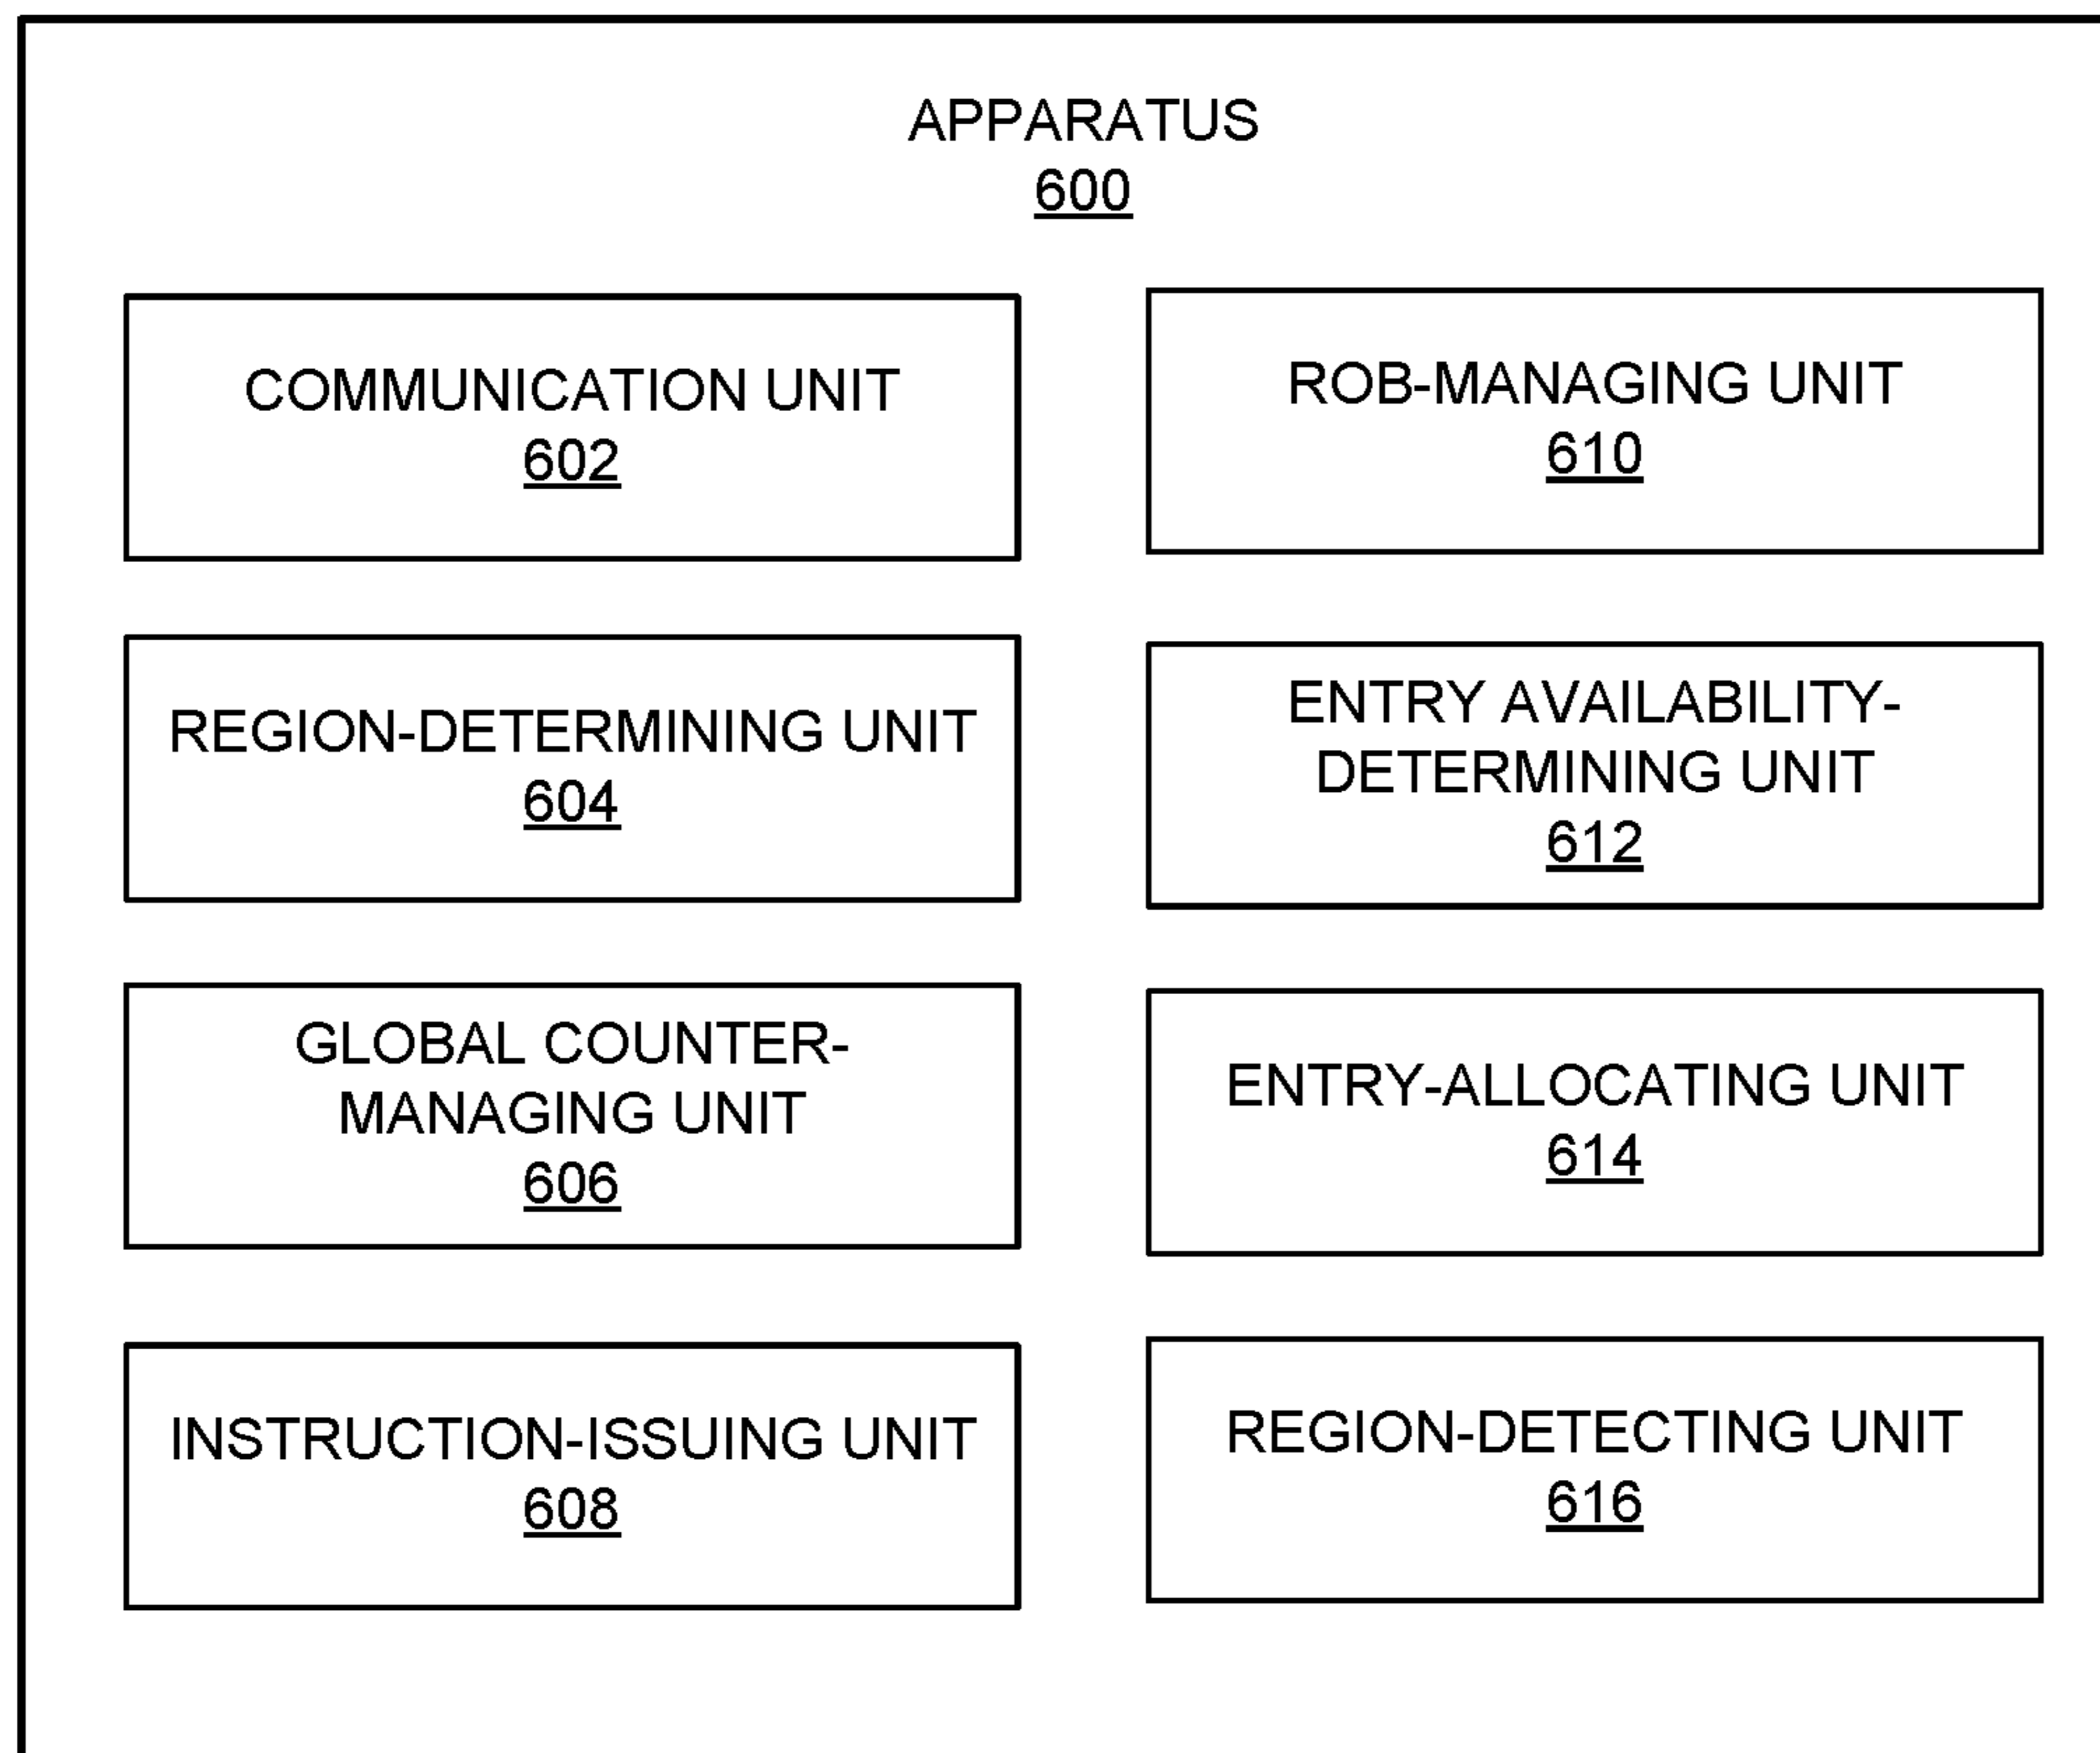 APPARATUS
600
COMMUNICATION UNIT
602
REGION-DETERMINING UNIT
604
GLOBAL COUNTER-
MANAGING UNIT
606
INSTRUCTION-ISSUING UNIT
608
ROB-MANAGING UNIT
610
ENTRY AVAILABILITY-
DETERMINING UNIT
612
ENTRY-ALLOCATING UNIT
614
REGION-DETECTING UNIT
616